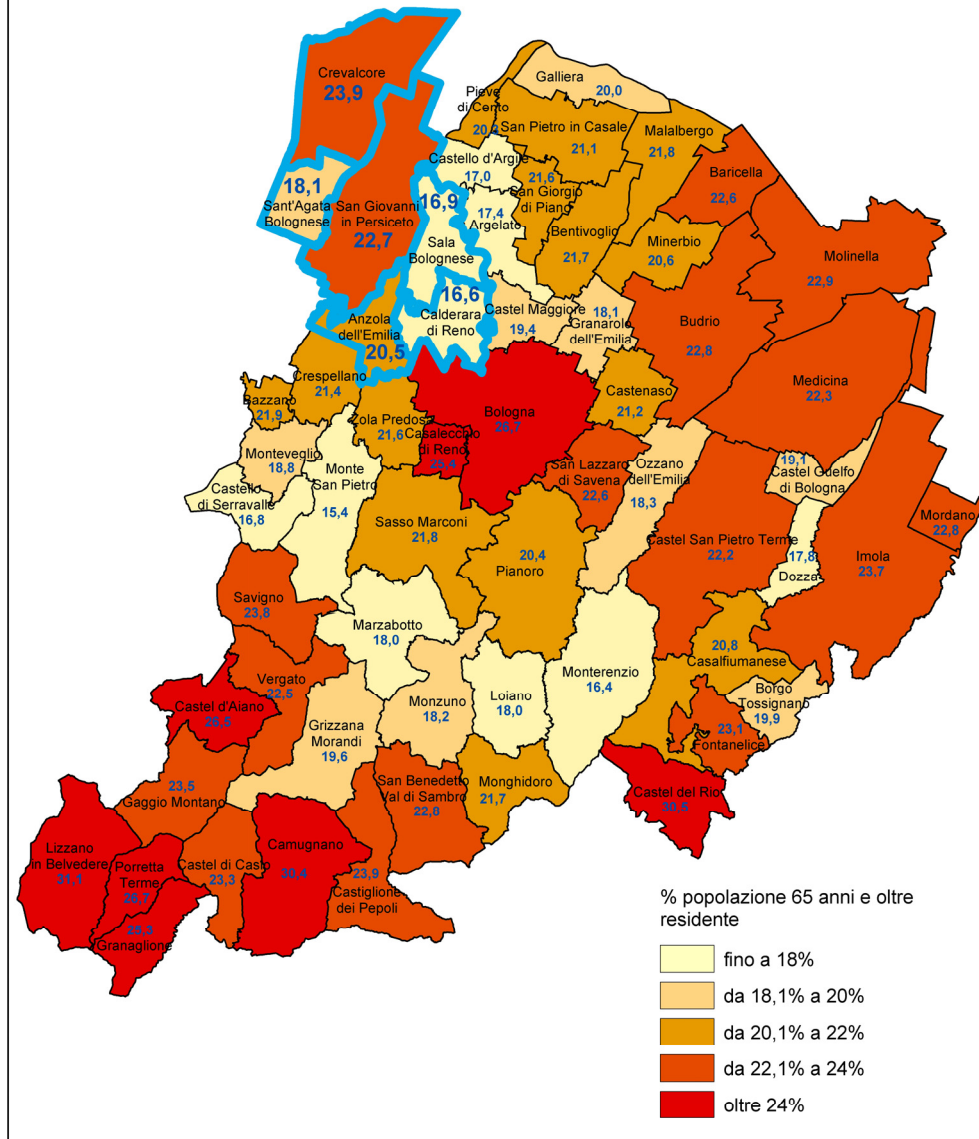 Crevalcore
23,9
Galliera
20,0
Pieve
di Cento
San Pietro in Casale
21,1
Malalbergo
21,8
Castello d'Argile
17,0
18,1
Sant'Agata
Bolognese
San Giovanni
in Persiceto
22,7
16,9
Sala
Bolognese
17,4
Argelato
21,6
San Giorgio
di Piano
Baricella
22,6
Bentivoglio
21,7
Minerbio
20,6
Molinella
22,9
16,6
Calderara
di Reno
Castel Maggiore
19,4
18,1
Granarolo
dell'Emilia
Budrio
22,8
Anzola
dell'Emilia
20,5
Medicina
22,3
Crespellano
21,4
Bazzano
21,9
Zola Predosa
21,6
Casalecchio
di Reno
25,4
Bologna
26,7
Castenaso
21,2
Monteveglio
18,8
Monte
San Pietro
15,4
San Lazzaro
di Savena
22,6
Ozzano
dell'Emilia
18,3
19,1
Castel Guelfo
di Bologna
Castello
di Serravalle
16,8
Sasso Marconi
21,8
20,4
Pianoro
Castel San Pietro Terme
22,2
17,8
Dozza
Imola
23,7
Mordano
22,8
Savigno
23,8
Marzabotto
18,0
Vergato
22,5
Monzuno
18,2
Loiano
18,0
Monterenzio
16,4
20,8
Casalfiumanese
Borgo
Tossignano
19,9
Castel d'Aiano
Grizzana
Morandi
19,6
23,1
Fontanelice
23,5
Gaggio Montano
San Benedetto
Val di Sambro
22,8
Monghidoro
21,7
Castel del Rio
30,5
Lizzano
in Belvedere
31,1
Porretta
Terme
26,7
Castel di Casio
23,3
Camugnano
30,4
23,9
Castiglione
dei Pepoli
Granaglione
% popolazione 65 anni e oltre
residente
fino a 18%
da 18,1% a 20%
da 20,1% a 22%
da 22,1% a 24%
oltre 24%